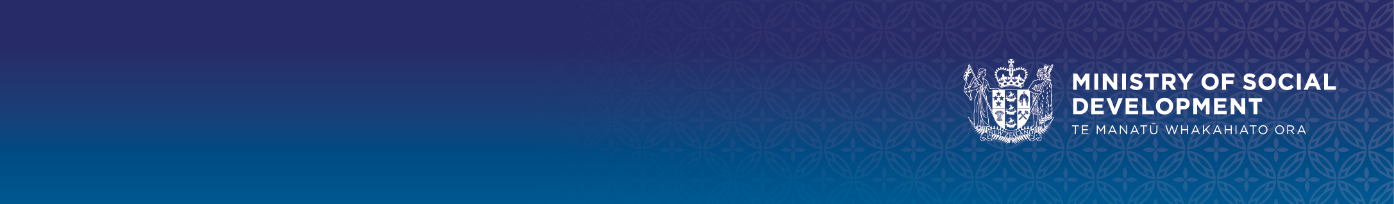 MINISTRY OF SOCIAL
DEVELOPMENT
TE MANATŪ WHAKAHIATO ORA